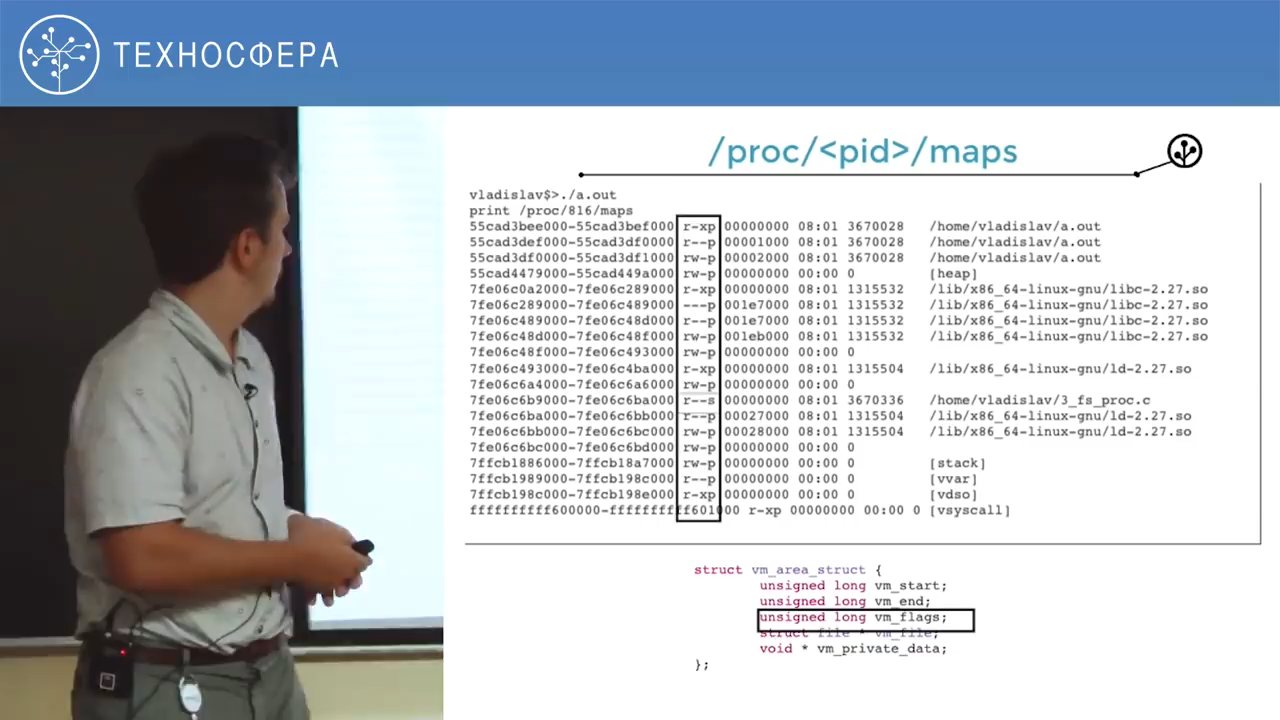 ТЕХНОСФЕРА
/proc/<pid>/maps
vladislav$>./a.out
print /proc/816/maps
55cad3bee000-55cad3bef000 r-xp 00000000 08:01 3670028 /home/vladislav/a.out
55cad3def000-55cad3df0000 r--p 00001000 08:01 3670028 /home/vladislav/a.out
55cad3df0000-55cad3df1000 rw-p 00002000 08:01 3670028 /home/vladislav/a.out
55cad4479000-55cad449a000 rw-p 00000000 00:00 0 [heap]
7fe06c0a2000-7fe06c289000 r-xp 00000000 08:01 1315532 /lib/x86_64-linux-gnu/libc-2.27.so
7fe06c289000-7fe06c489000 ---p 001e7000 08:01 1315532 /lib/x86_64-linux-gnu/libc-2.27.so
7fe06c489000-7fe06c48d000 r--p 001e7000 08:01 1315532 /lib/x86_64-linux-gnu/libc-2.27.so
7fe06c48d000-7fe06c48f000 rw-p 001eb000 08:01 1315532 /lib/x86_64-linux-gnu/libc-2.27.so
7fe06c48f000-7fe06c493000 rw-p 00000000 00:00 0
7fe06c493000-7fe06c4ba000 r-xp 00000000 08:01 1315504 /lib/x86_64-linux-gnu/ld-2.27.so
7fe06c6a4000-7fe06c6a6000 rw-p 00000000 00:00 0
7fe06c6b9000-7fe06c6ba000 r--s 00000000 08:01 3670336 /home/vladislav/3_fs_proc.c
7fe06c6ba000-7fe06c6bb000 r--p 00027000 08:01 1315504 /lib/x86_64-linux-gnu/ld-2.27.so
7fe06c6bb000-7fe06c6bc000 rw-p 00028000 08:01 1315504 /lib/x86_64-linux-gnu/ld-2.27.so
7fe06c6bc000-7fe06c6bd000 rw-p 00000000 00:00 0
7ffcb1886000-7ffcb18a7000 rw-p 00000000 00:00 0 [stack]
7ffcb1989000-7ffcb198c000 r--p 00000000 00:00 0 [vvar]
7ffcb198c000-7ffcb198e000 r-xp 00000000 00:00 0 [vdso]
ffffffffff600000-ffffffffff601000 r-xp 00000000 00:00 0 [vsyscall]
struct vm_area_struct {
unsigned long vm_start;
unsigned long vm_end;
unsigned long vm_flags;
struct file * vm_file;
void * vm_private_data;
};